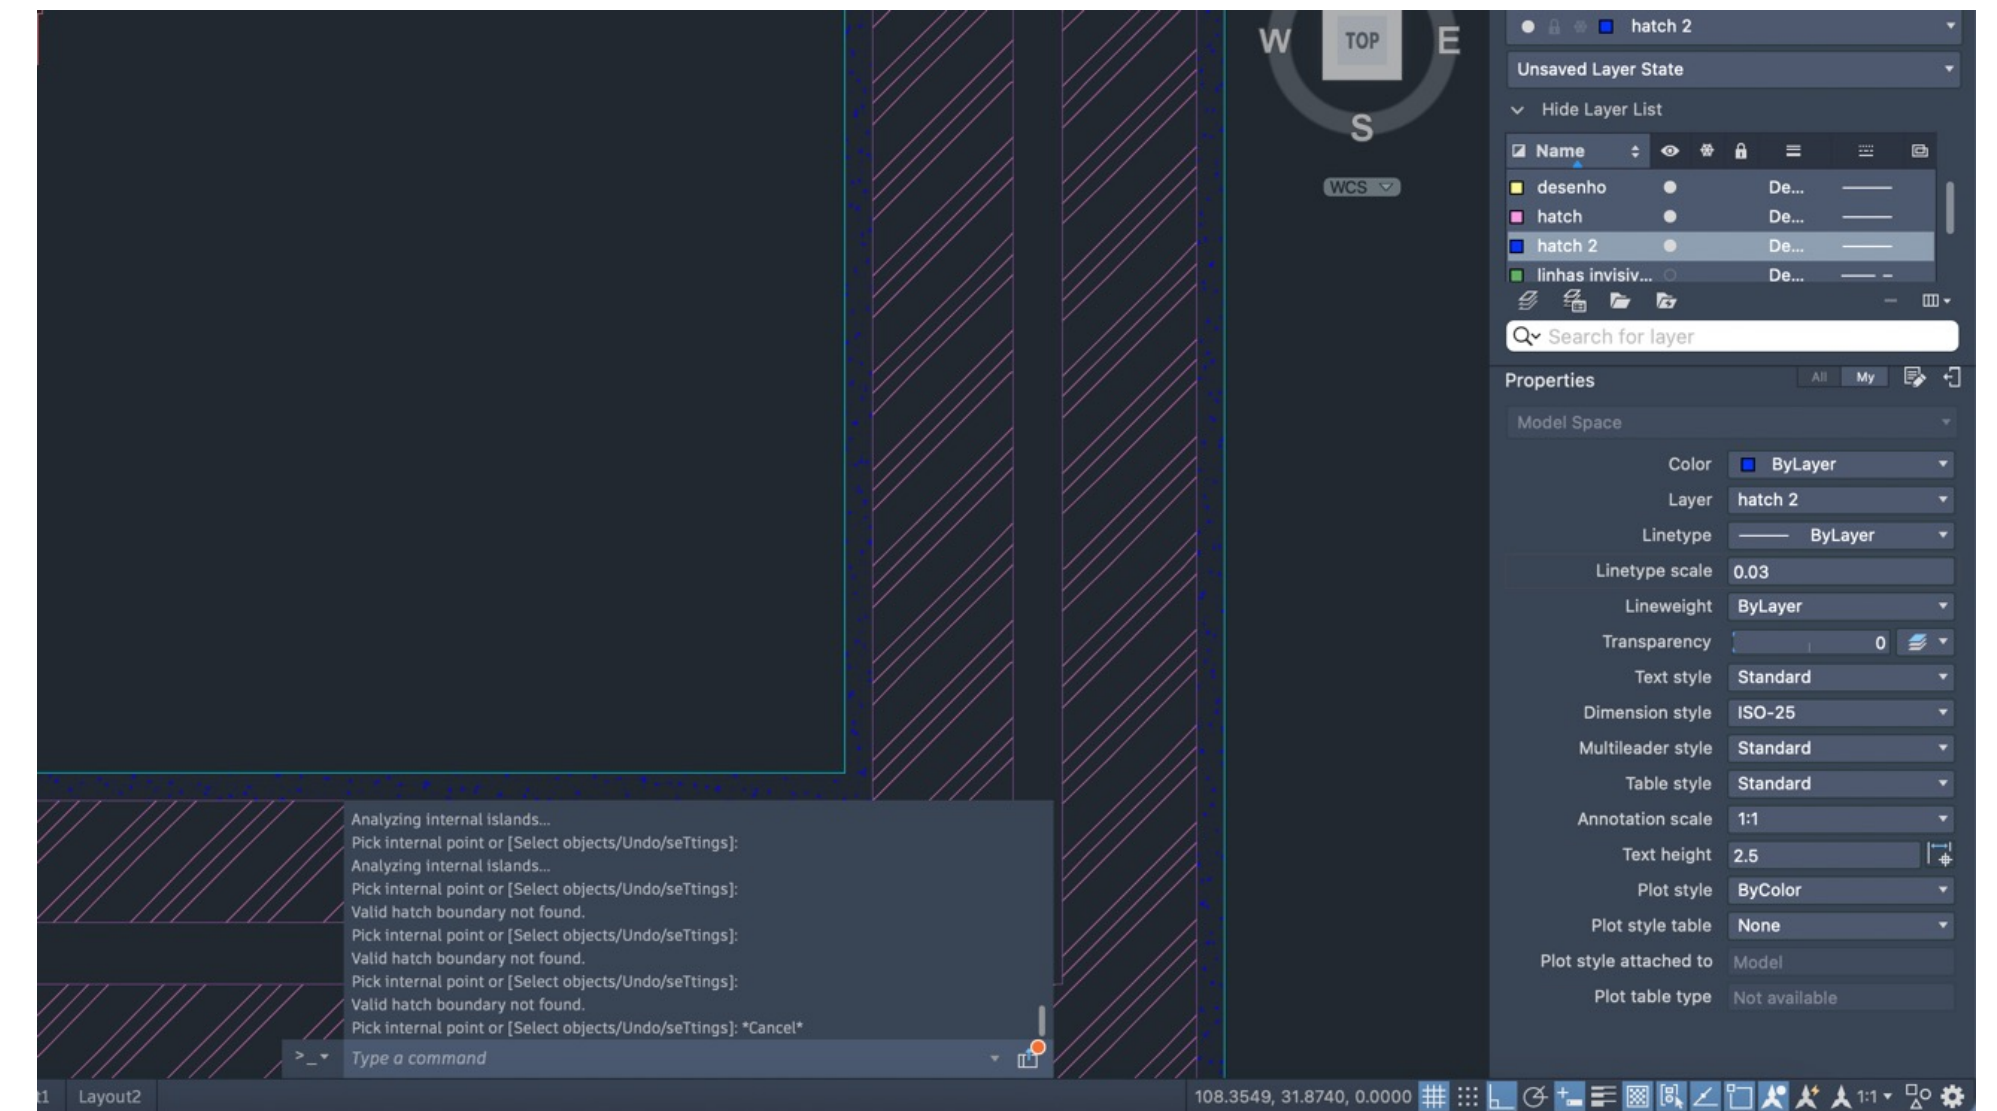 W TOP E
S
WCS
hatch 2
Unsaved Layer State
Hide Layer List
Name
desenho De...
hatch De...
hatch 2 De...
linhas invisiv... De...
Search for layer
Properties All My
Model Space
Color ByLayer
Layer hatch 2
Linetype ByLayer
Linetype scale 0.03
Lineweight ByLayer
Transparency 0
Text style Standard
Dimension style ISO-25
Multileader style Standard
Table style Standard
Annotation scale 1:1
Text height 2.5
Plot style ByColor
Plot style table None
Plot style attached to Model
Plot table type Not available
Analyzing internal islands...
Pick internal point or [Select objects/Undo/seTtings]:
Analyzing internal islands...
Pick internal point or [Select objects/Undo/seTtings]:
Valid hatch boundary not found.
Pick internal point or [Select objects/Undo/seTtings]:
Valid hatch boundary not found.
Pick internal point or [Select objects/Undo/seTtings]:
Valid hatch boundary not found.
Pick internal point or [Select objects/Undo/seTtings]: *Cancel*
>_ Type a command
t1 Layout2 108.3549, 31.8740, 0.0000 1:1